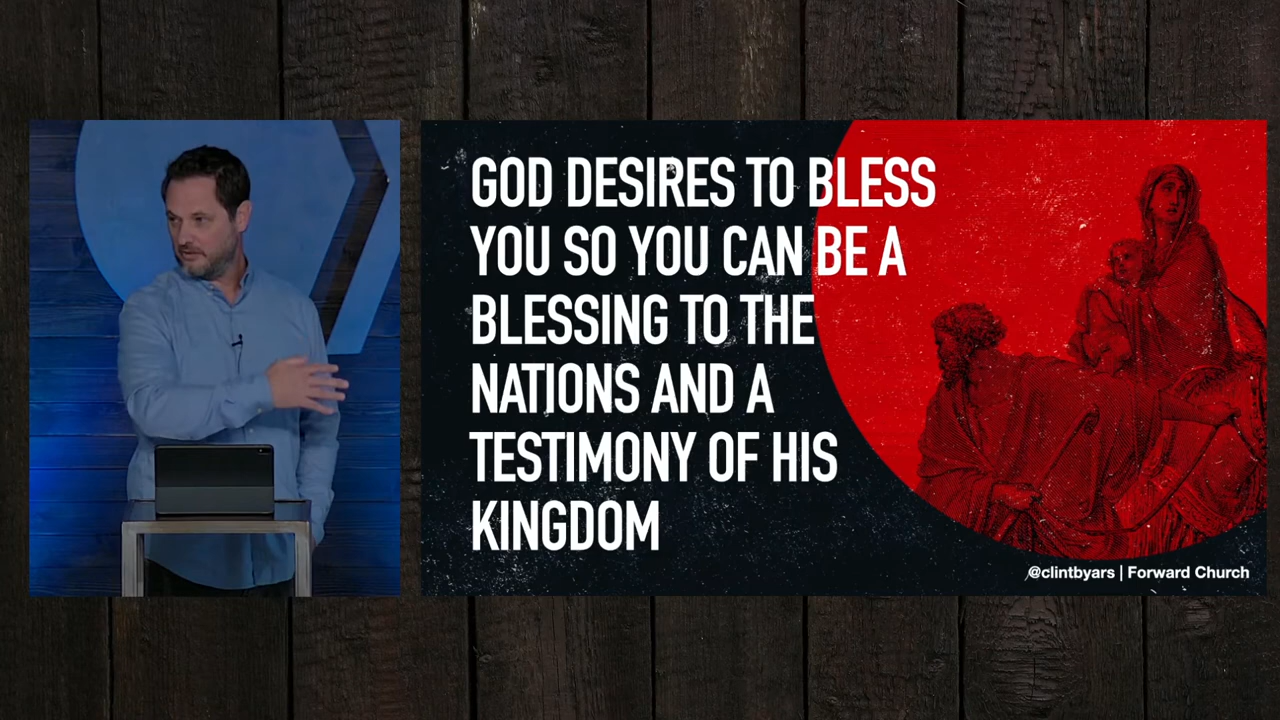 GOD DESIRES TO BLESS
YOU SO YOU CAN BE A
BLESSING TO THE
NATIONS AND A
TESTIMONY OF HIS
KINGDOM
@clintbyars | Forward Church